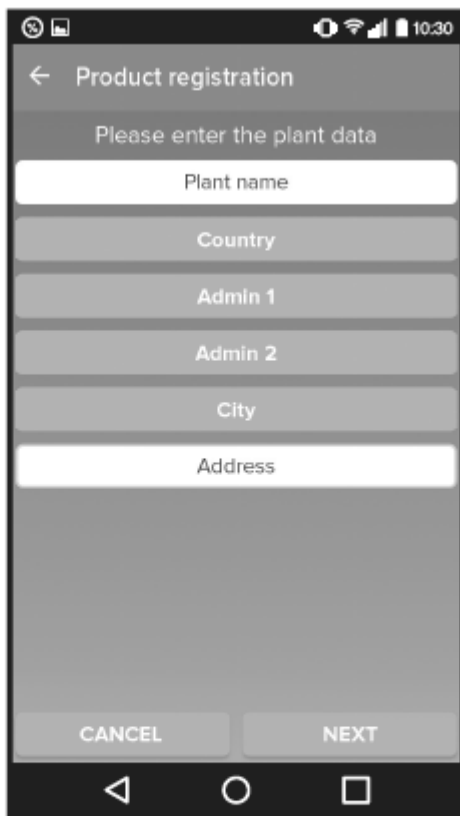 10:30
Product registration
Please enter the plant data
Plant name
Country
Admin 1
Admin 2
City
Address
CANCEL NEXT